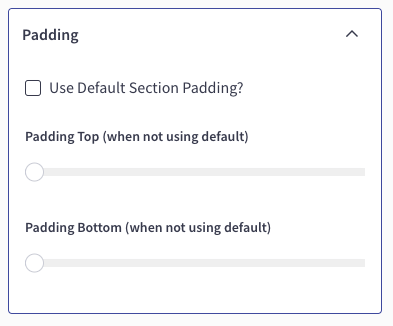 Padding
Use Default Section Padding?
Padding Top (when not using default)
Padding Bottom (when not using default)